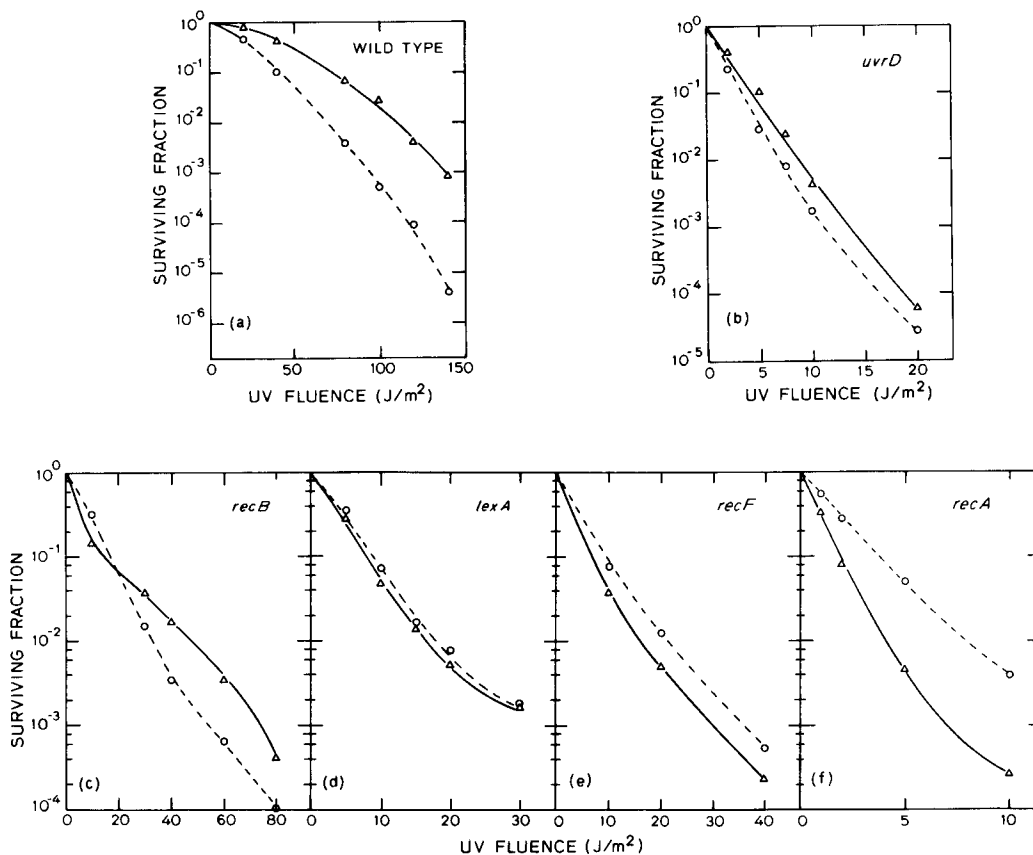 SURVIVING FRACTION
10^0
10^-1
10^-2
10^-3
10^-4
10^-5
10^-6
WILD TYPE
(a)
0 50 100 150
UV FLUENCE (J/m^2)
SURVIVING FRACTION
10^0
10^-1
10^-2
10^-3
10^-4
10^-5
uvrD
(b)
0 5 10 15 20
UV FLUENCE (J/m^2)
SURVIVING FRACTION
10^0
10^-1
10^-2
10^-3
10^-4
recB
(c)
0 20 40 60 80
lexA
(d)
0 10 20 30
recF
(e)
0 10 20 30 40
recA
(f)
0 5 10
UV FLUENCE (J/m^2)